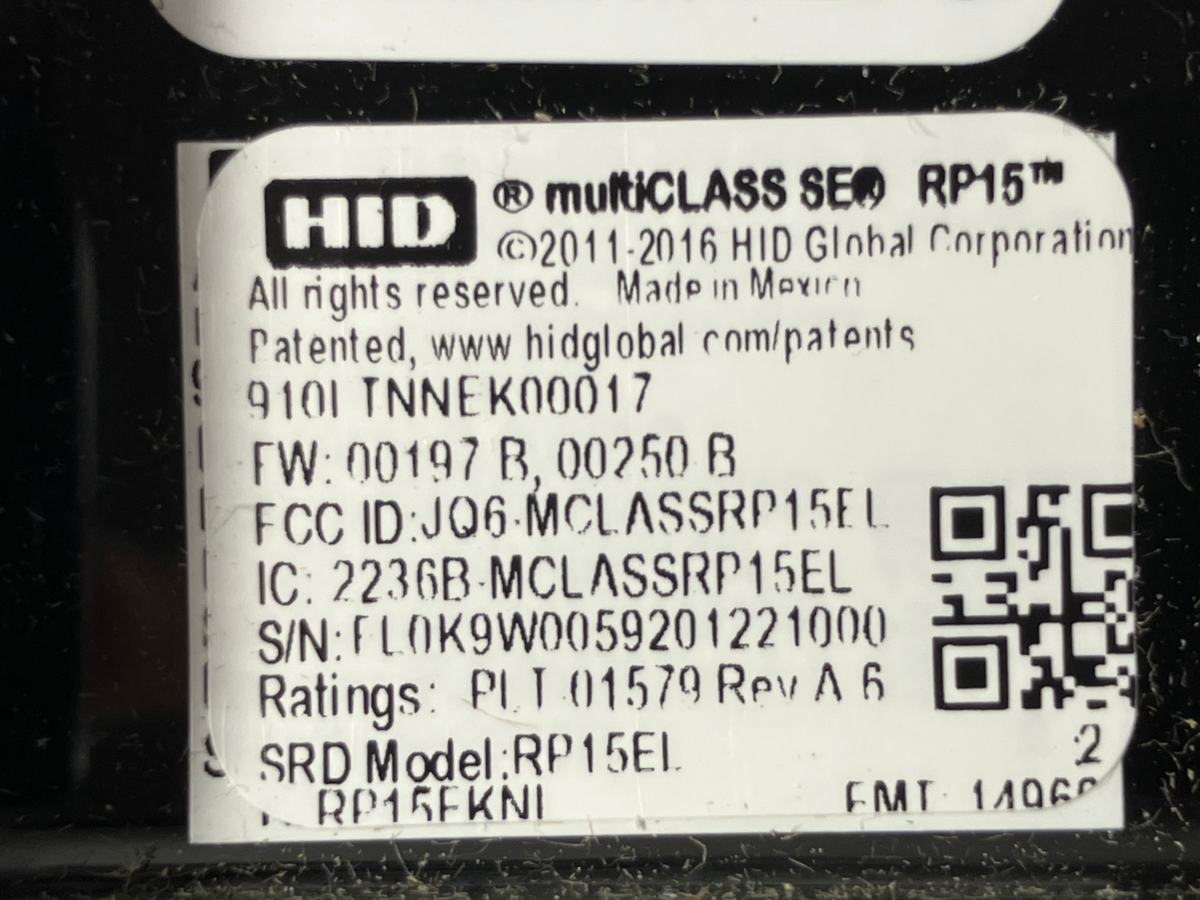 HID ® multiCLASS SE® RP15™
©2011-2016 HID Global Corporation
All rights reserved. Made in Mexico
Patented, www.hidglobal.com/patents
910I TNNEK00017
FW: 00197 B, 00250 B
FCC ID:JQ6-MCLASSRP15EL
IC: 2236B-MCLASSRP15EL
S/N:FL0K9W0059201221000
Ratings: PLT-01579 Rev A.6
SRD Model:RP15EL
2
RP15EKNL